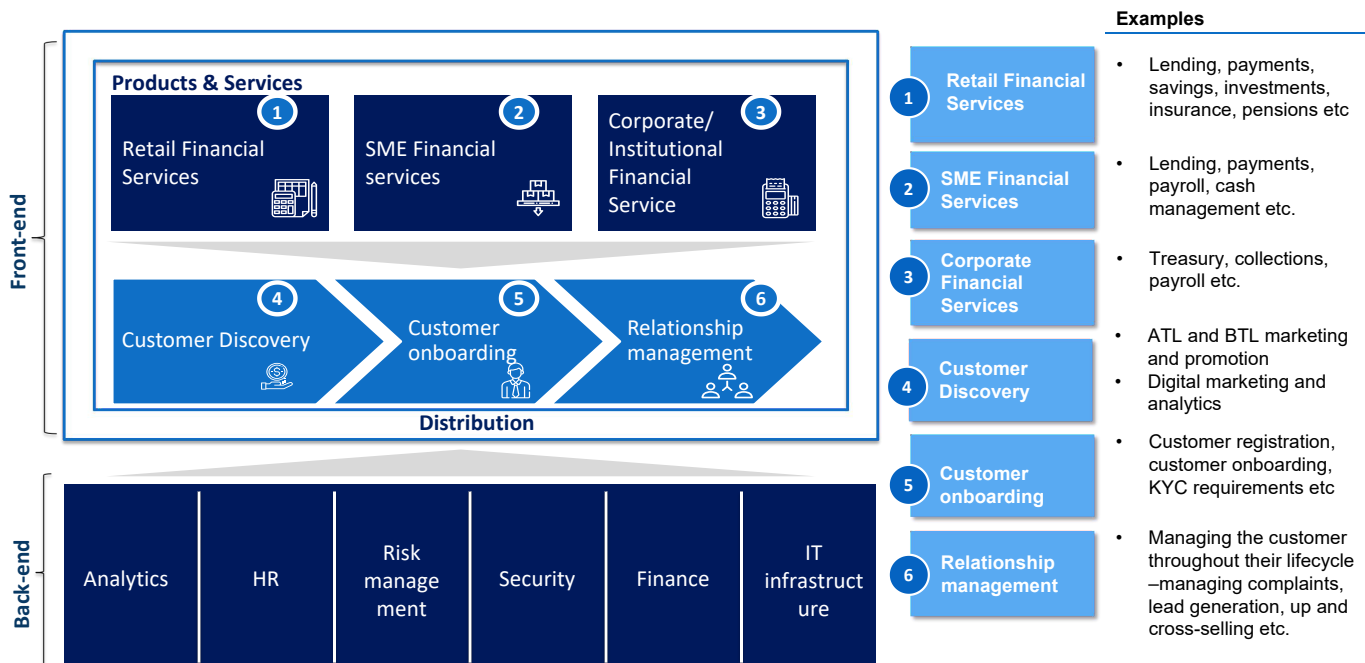 Front-end
Products & Services
1
Retail Financial
Services
2
SME Financial
services
3
Corporate/
Institutional
Financial
Service
4
Customer Discovery
5
Customer
onboarding
6
Relationship
management
Distribution
Back-end
Analytics
HR
Risk
manage
ment
Security
Finance
IT
infrastruct
ure
Examples
1
Retail Financial
Services
• Lending, payments,
savings, investments,
insurance, pensions etc
2
SME Financial
Services
• Lending, payments,
payroll, cash
management etc.
3
Corporate
Financial
Services
• Treasury, collections,
payroll etc.
4
Customer
Discovery
• ATL and BTL marketing
and promotion
• Digital marketing and
analytics
5
Customer
onboarding
• Customer registration,
customer onboarding,
KYC requirements etc
6
Relationship
management
• Managing the customer
throughout their lifecycle
–managing complaints,
lead generation, up and
cross-selling etc.